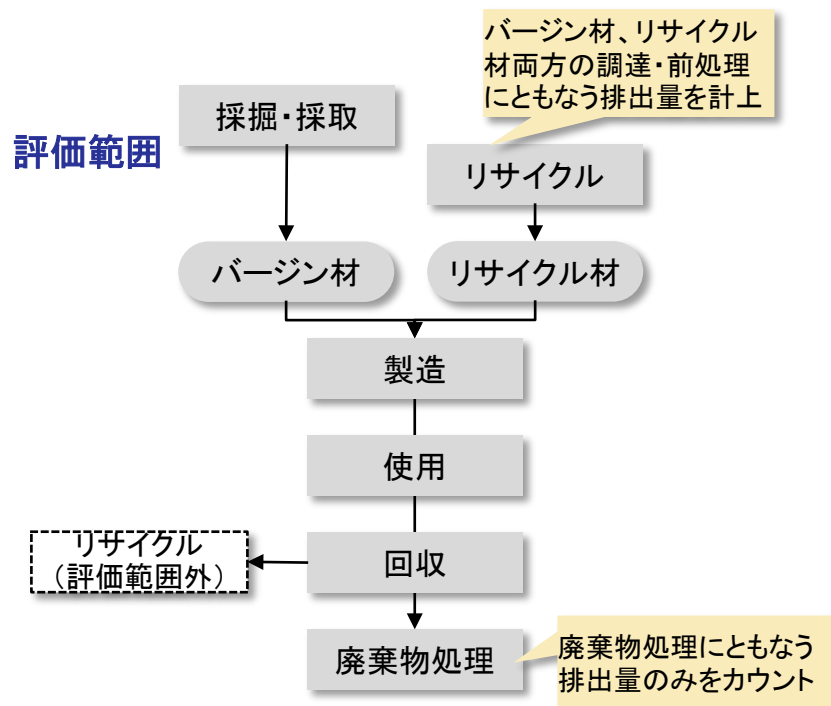 バージン材、リサイクル
材両方の調達・前処理
にともなう排出量を計上
採掘・採取
評価範囲
リサイクル
バージン材
リサイクル材
製造
使用
リサイクル
（評価範囲外）
回収
廃棄物処理
廃棄物処理にともなう
排出量のみをカウント